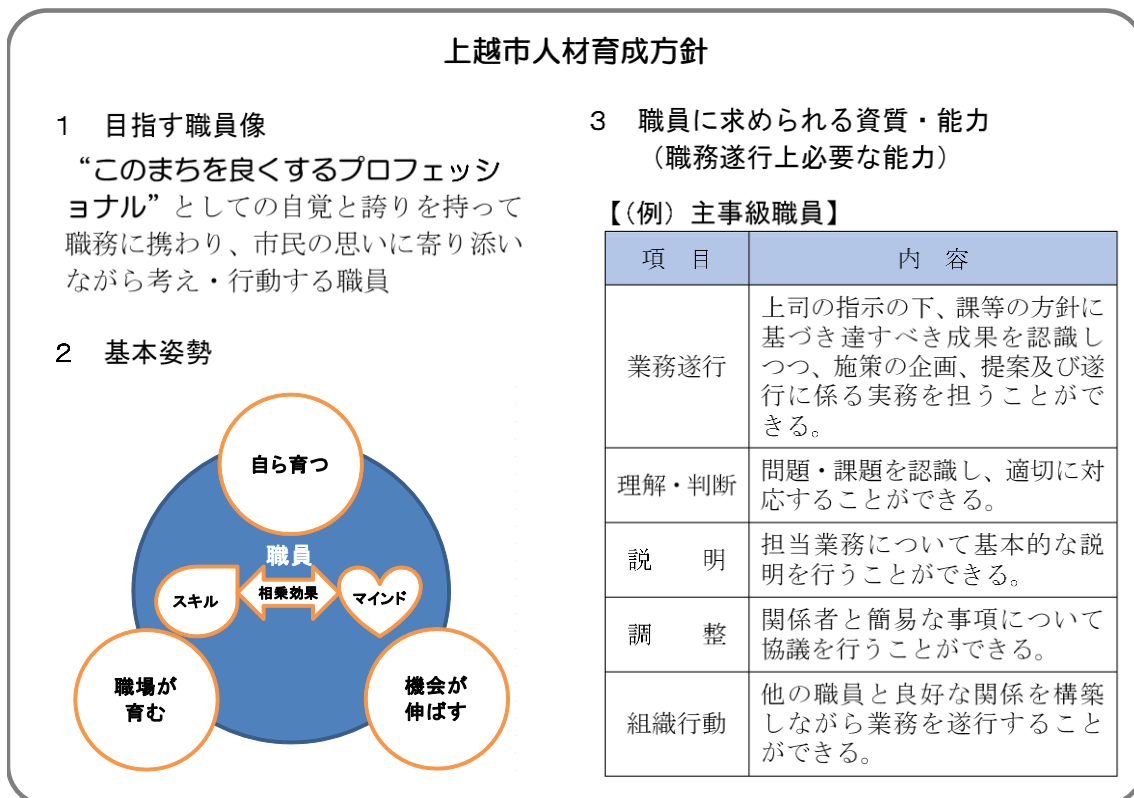 上越市人材育成方針
1 目指す職員像
“このまちを良くするプロフェッシ
ョナル”としての自覚と誇りを持って
職務に携わり、市民の思いに寄り添い
ながら考え・行動する職員
2 基本姿勢
自ら育つ
職員
スキル
相乗効果
マインド
職場が
育む
機会が
伸ばす
3 職員に求められる資質・能力
（職務遂行上必要な能力）
【（例）主事級職員】
項 目
内 容
業務遂行
上司の指示の下、課等の方針に
基づき達すべき成果を認識し
つつ、施策の企画、提案及び遂
行に係る実務を担うことがで
きる。
理解・判断
問題・課題を認識し、適切に対
応することができる。
説 明
担当業務について基本的な説
明を行うことができる。
調 整
関係者と簡易な事項について
協議を行うことができる。
組織行動
他の職員と良好な関係を構築
しながら業務を遂行すること
ができる。